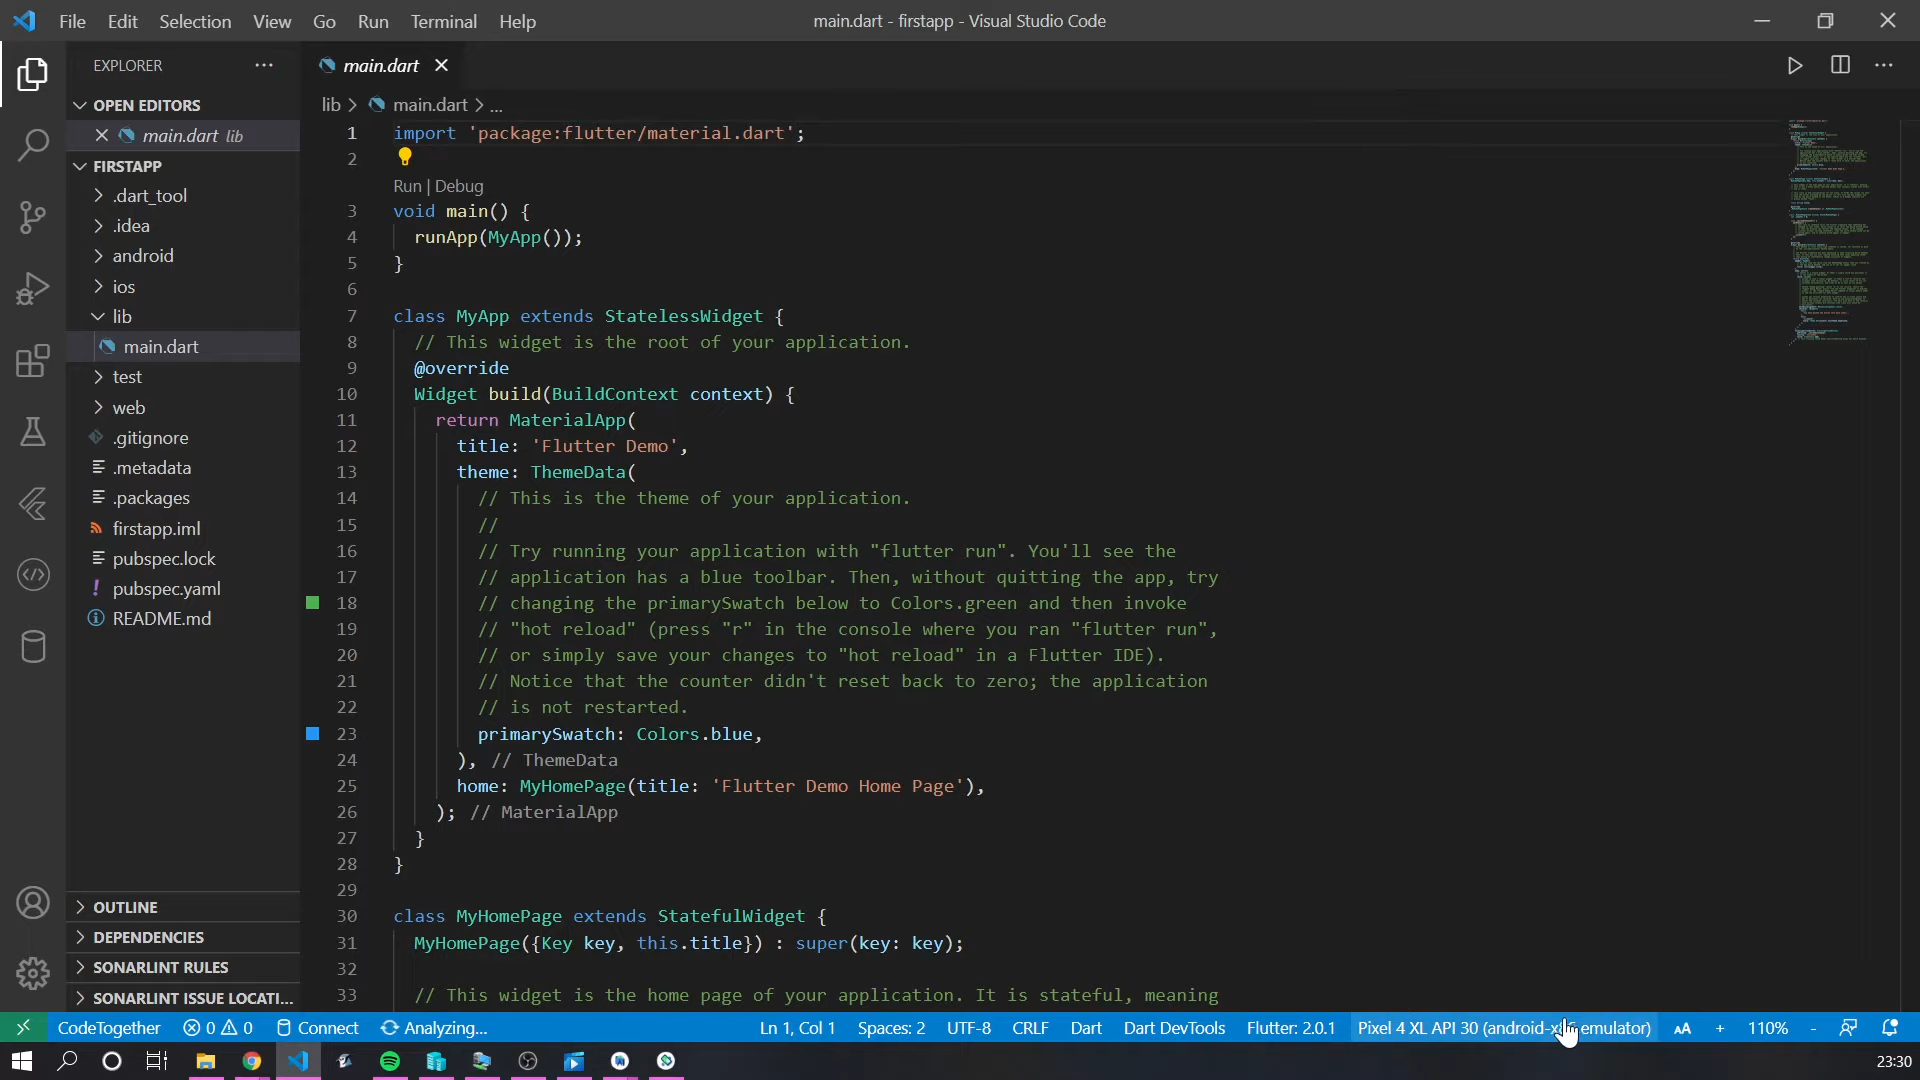 File Edit Selection View Go Run Terminal Help
main.dart - firstapp - Visual Studio Code
EXPLORER
OPEN EDITORS
main.dart lib
FIRSTAPP
.dart_tool
.idea
android
ios
lib
main.dart
test
web
.gitignore
.metadata
.packages
firstapp.iml
pubspec.lock
pubspec.yaml
README.md
OUTLINE
DEPENDENCIES
SONARLINT RULES
SONARLINT ISSUE LOCATI...
main.dart
lib > main.dart > ...
1 import 'package:flutter/material.dart';
2
Run | Debug
3 void main() {
4 runApp(MyApp());
5 }
6
7 class MyApp extends StatelessWidget {
8 // This widget is the root of your application.
9 @override
10 Widget build(BuildContext context) {
11 return MaterialApp(
12 title: 'Flutter Demo',
13 theme: ThemeData(
14 // This is the theme of your application.
15 //
16 // Try running your application with "flutter run". You'll see the
17 // application has a blue toolbar. Then, without quitting the app, try
18 // changing the primarySwatch below to Colors.green and then invoke
19 // "hot reload" (press "r" in the console where you ran "flutter run",
20 // or simply save your changes to "hot reload" in a Flutter IDE).
21 // Notice that the counter didn't reset back to zero; the application
22 // is not restarted.
23 primarySwatch: Colors.blue,
24 ), // ThemeData
25 home: MyHomePage(title: 'Flutter Demo Home Page'),
26 ); // MaterialApp
27 }
28 }
29
30 class MyHomePage extends StatefulWidget {
31 MyHomePage({Key key, this.title}) : super(key: key);
32
33 // This widget is the home page of your application. It is stateful, meaning
CodeTogether 0 0 Connect Analyzing... Ln 1, Col 1 Spaces: 2 UTF-8 CRLF Dart Dart DevTools Flutter: 2.0.1 Pixel 4 XL API 30 (android- emulator) AA + 110% -
23:30